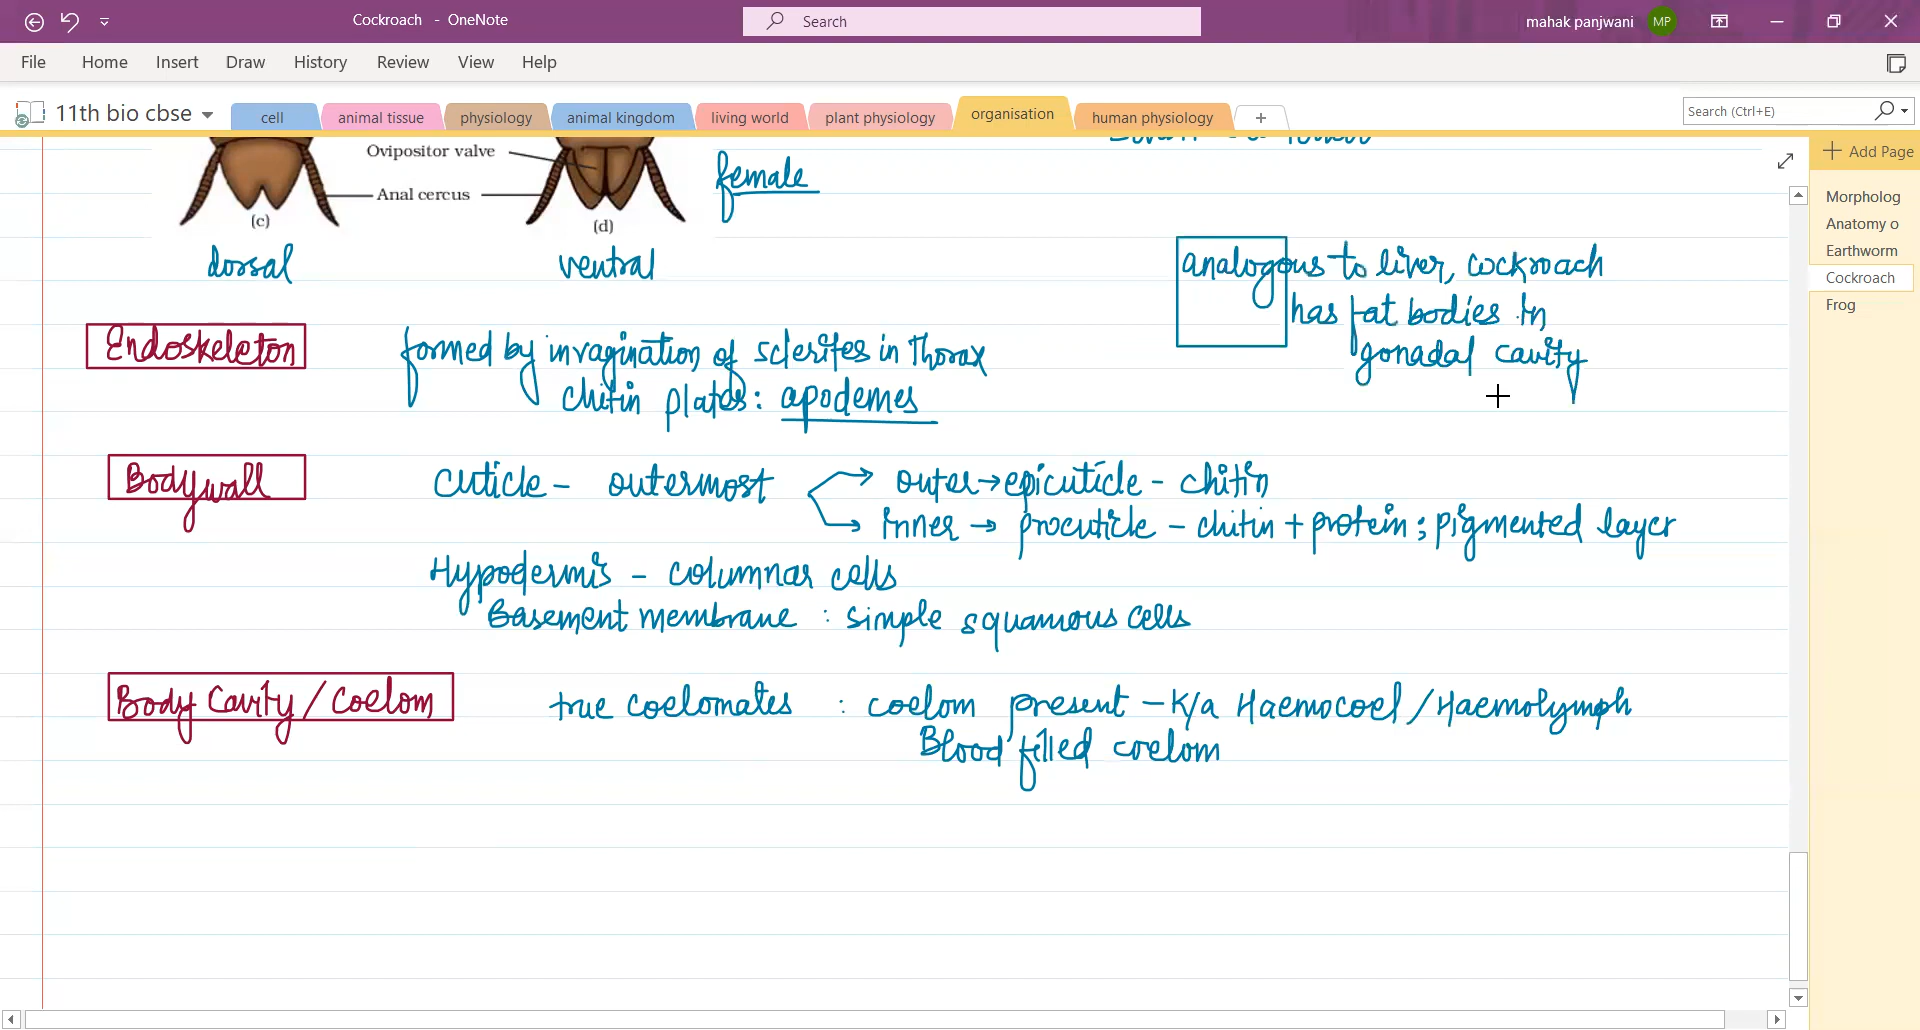 Cockroach - OneNote
Search
mahak panjwani
MP
File Home Insert Draw History Review View Help
11th bio cbse
cell
animal tissue
physiology
animal kingdom
living world
plant physiology
organisation
human physiology
+
Search (Ctrl+E)
Add Page
Morpholog
Anatomy o
Earthworm
Cockroach
Frog
Ovipositor valve
Anal cercus
(c)
(d)
female
dorsal
ventral
analogous to liver, cockroach
has fat bodies in
gonadal cavity
Endoskeleton
formed by invagination of sclerites in Thorax
chitin plates: apodemes
Bodywall
cuticle - outermost
outer → epicuticle - chitin
inner → procuticle - chitin + protein; pigmented layer
Hypodermis - columnar cells
Basement membrane : simple squamous cells
Body Cavity / Coelom
true coelomates : coelom present - K/a Haemocoel / Haemolymph
Blood filled coelom